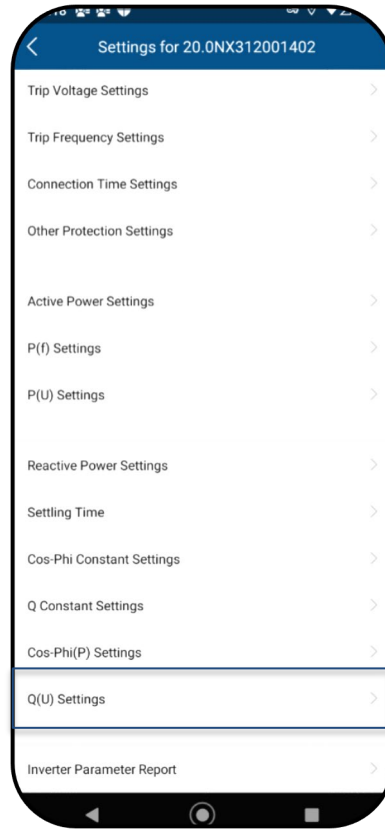 Settings for 20.0NX312001402
Trip Voltage Settings
Trip Frequency Settings
Connection Time Settings
Other Protection Settings
Active Power Settings
P(f) Settings
P(U) Settings
Reactive Power Settings
Settling Time
Cos-Phi Constant Settings
Q Constant Settings
Cos-Phi(P) Settings
Q(U) Settings
Inverter Parameter Report